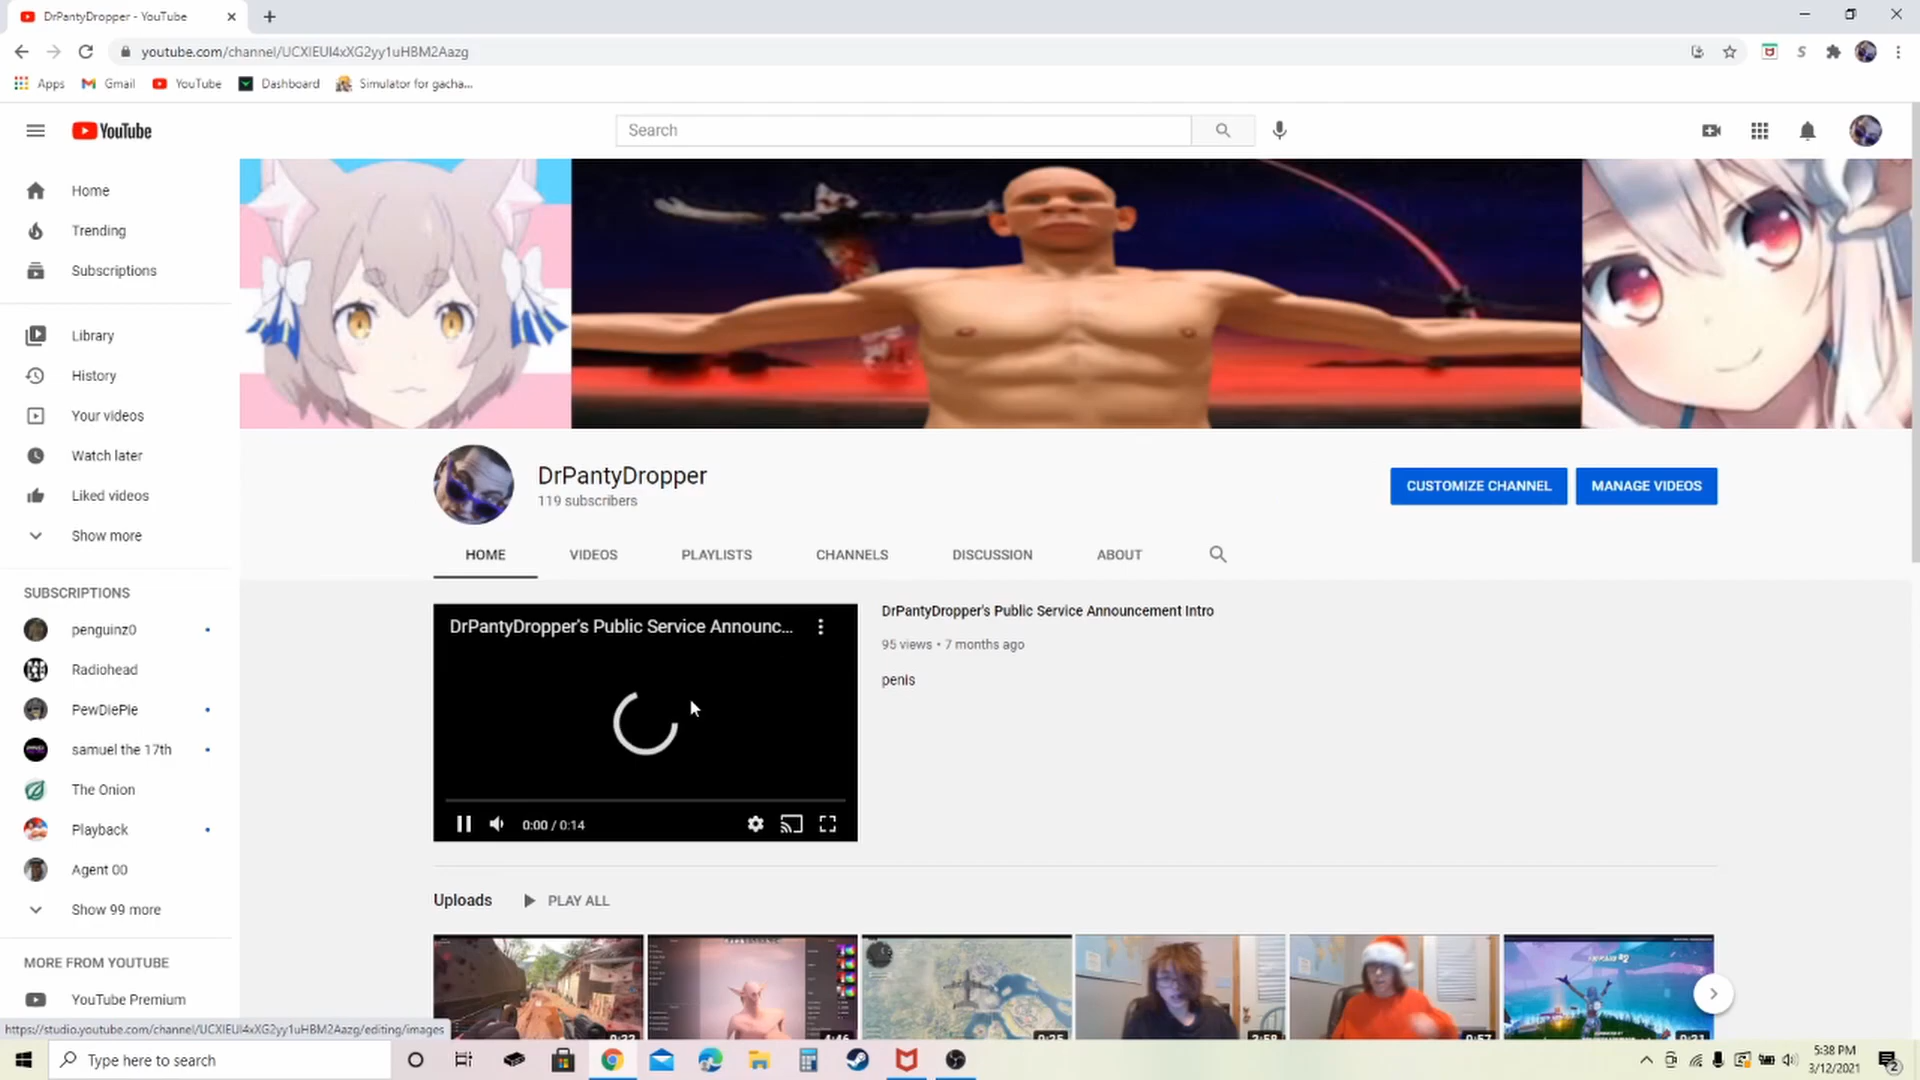 DrPantyDropper - YouTube
youtube.com/channel/UCXIEUI4xXG2yy1uHBM2Aazg
Apps Gmail YouTube Dashboard Simulator for gacha...
YouTube
Search
Home
Trending
Subscriptions
Library
History
Your videos
Watch later
Liked videos
Show more
SUBSCRIPTIONS
penguinz0
Radiohead
PewDiePie
samuel the 17th
The Onion
Playback
Agent 00
Show 99 more
MORE FROM YOUTUBE
YouTube Premium
DrPantyDropper
119 subscribers
CUSTOMIZE CHANNEL MANAGE VIDEOS
HOME VIDEOS PLAYLISTS CHANNELS DISCUSSION ABOUT
DrPantyDropper's Public Service Announc...
0:00 / 0:14
DrPantyDropper's Public Service Announcement Intro
95 views • 7 months ago
penis
Uploads PLAY ALL
https://studio.youtube.com/channel/UCXIEUI4xXG2yy1uHBM2Aazg/editing/images
Type here to search
5:38 PM
3/12/2021
2